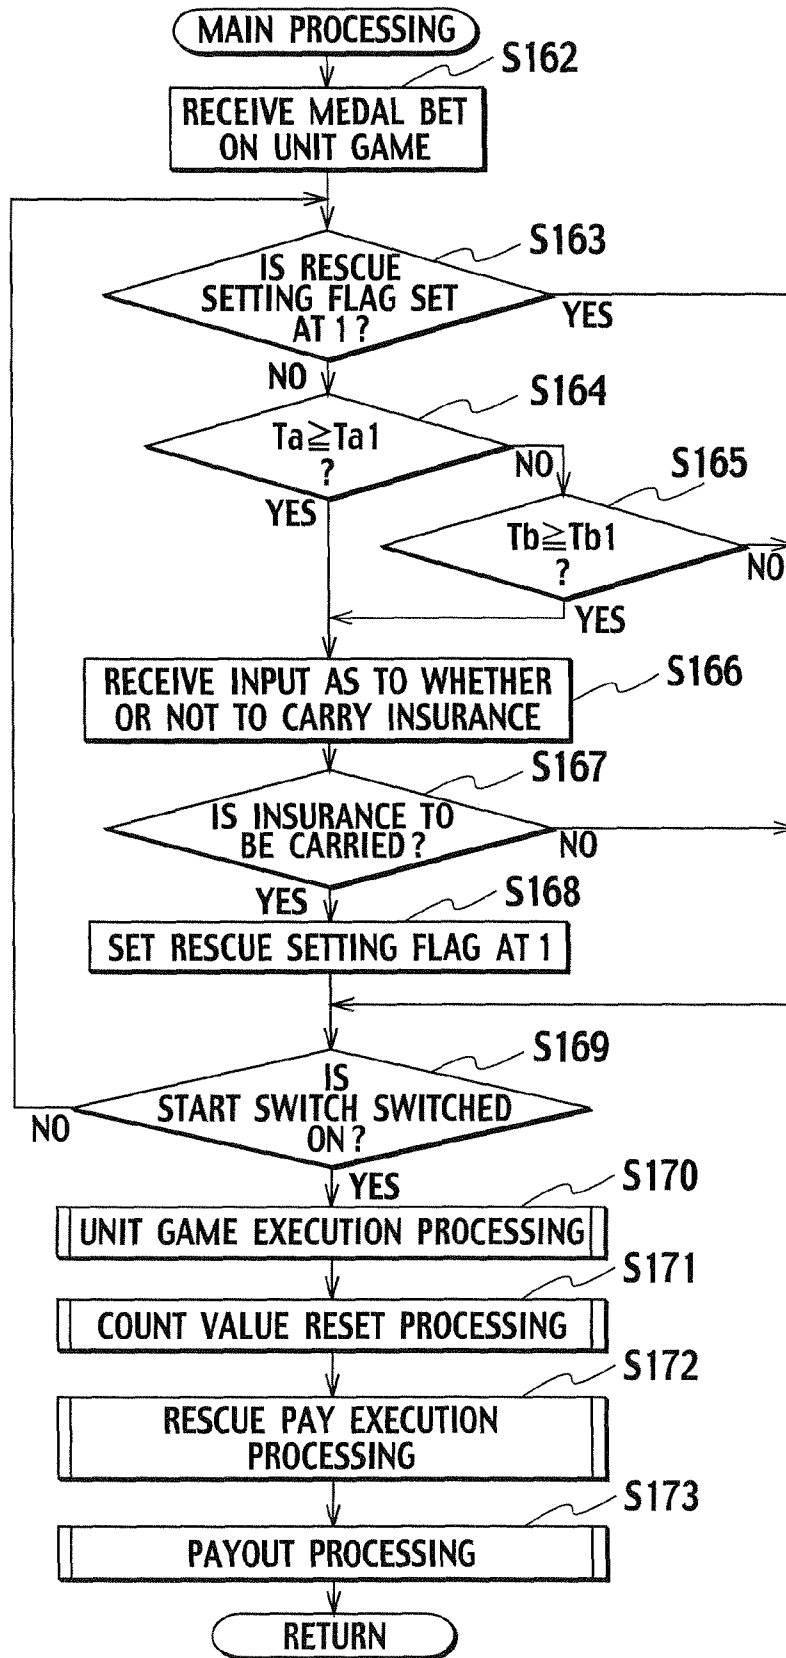 MAIN PROCESSING
S162
RECEIVE MEDAL BET
ON UNIT GAME
S163
IS RESCUE
SETTING FLAG SET
AT 1?
YES
NO
S164
Ta≧Ta1
?
NO
YES
S165
Tb≧Tb1
?
NO
YES
S166
RECEIVE INPUT AS TO WHETHER
OR NOT TO CARRY INSURANCE
S167
IS INSURANCE TO
BE CARRIED?
NO
YES
S168
SET RESCUE SETTING FLAG AT 1
S169
IS
START SWITCH SWITCHED
ON?
NO
YES
S170
UNIT GAME EXECUTION PROCESSING
S171
COUNT VALUE RESET PROCESSING
S172
RESCUE PAY EXECUTION
PROCESSING
S173
PAYOUT PROCESSING
RETURN